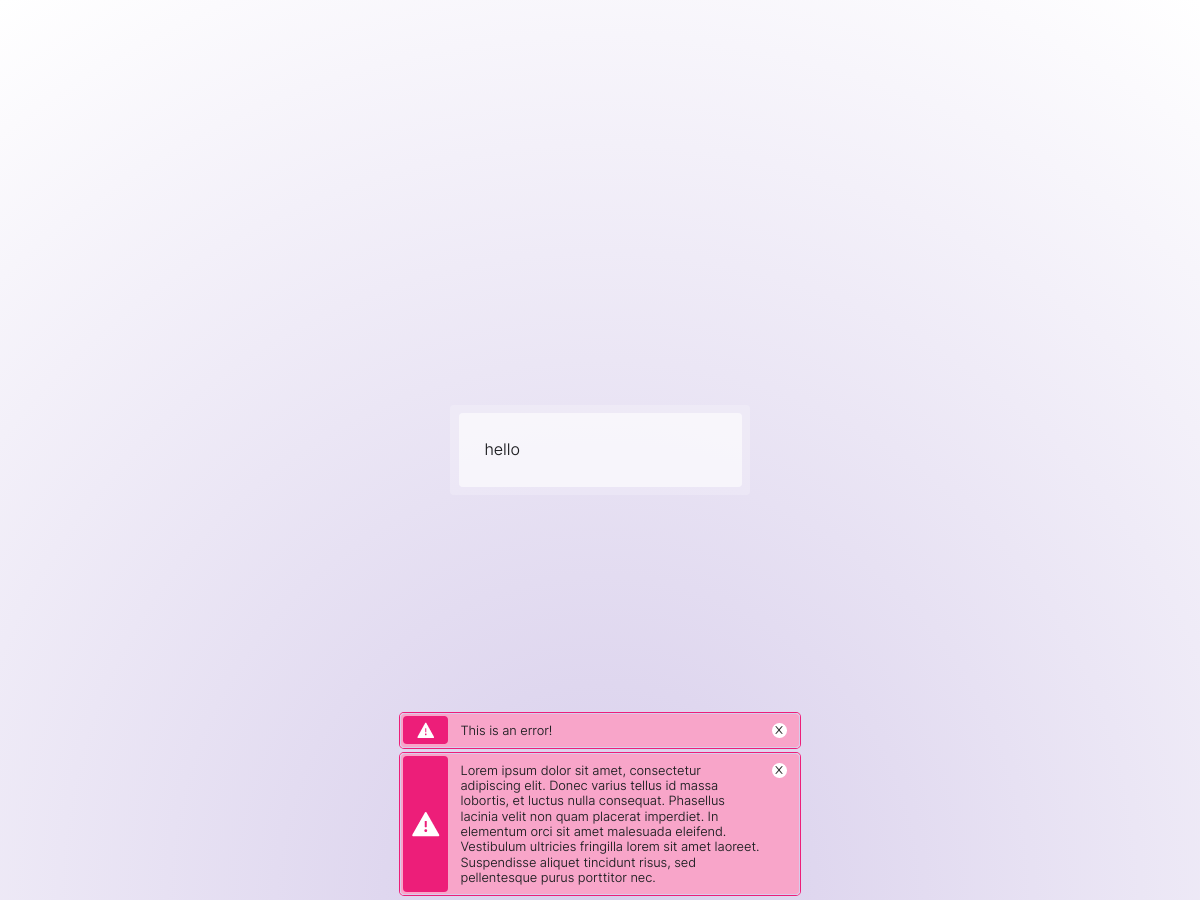 hello
This is an error!
X
Lorem ipsum dolor sit amet, consectetur
X
adipiscing elit. Donec varius tellus id massa
lobortis, et luctus nulla consequat. Phasellus
lacinia velit non quam placerat imperdiet. In
elementum orci sit amet malesuada eleifend.
Vestibulum ultricies fringilla lorem sit amet laoreet.
Suspendisse aliquet tincidunt risus, sed
pellentesque purus porttitor nec.